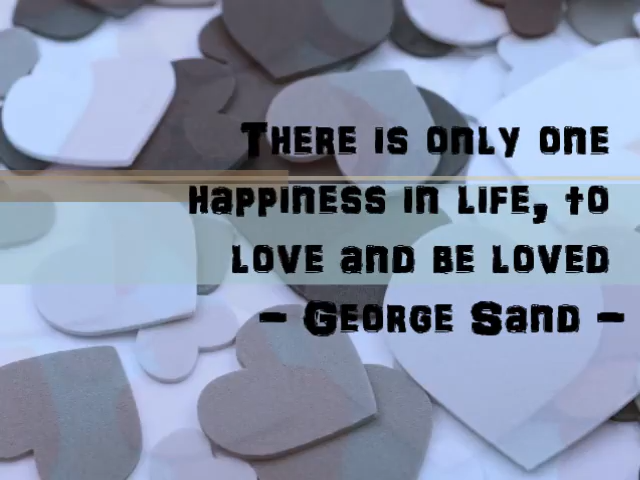 There is only one
happiness in life, to
love and be loved
- George Sand -